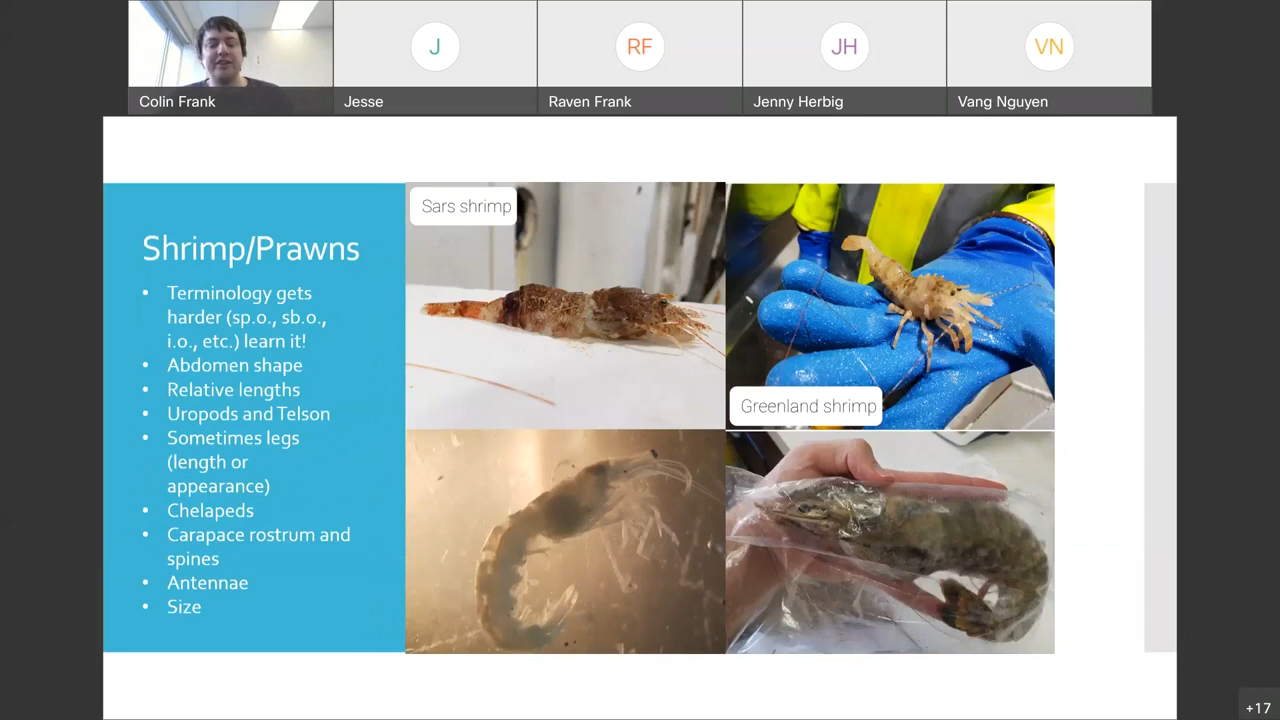 J
RF
JH
VN
Colin Frank
Jesse
Raven Frank
Jenny Herbig
Vang Nguyen
Shrimp/Prawns
• Terminology gets
harder (sp.o., sb.o.,
i.o., etc.) learn it!
• Abdomen shape
• Relative lengths
• Uropods and Telson
• Sometimes legs
(length or
appearance)
• Chelapeds
• Carapace rostrum and
spines
• Antennae
• Size
Sars shrimp
Greenland shrimp
+17